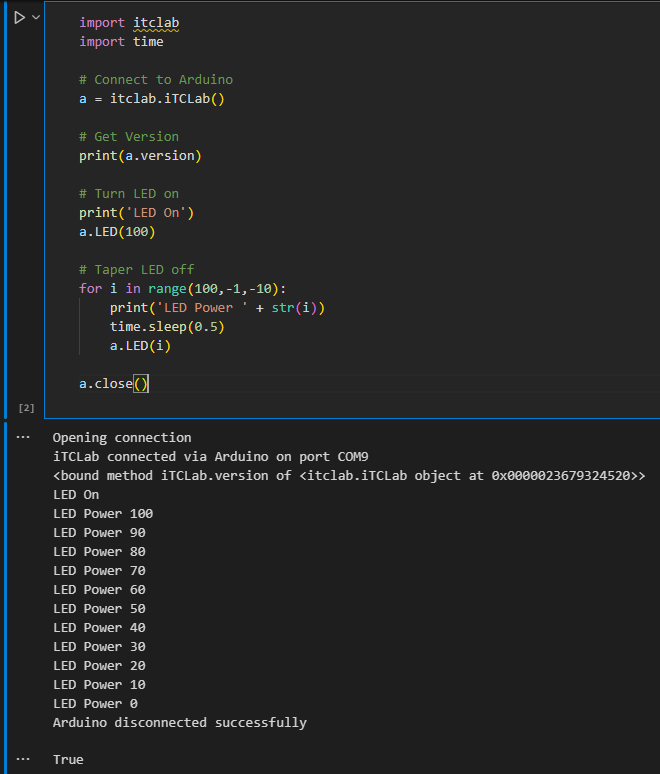 import itclab
import time
# Connect to Arduino
a = itclab.iTCLab()
# Get Version
print(a.version)
# Turn LED on
print('LED On')
a.LED(100)
# Taper LED off
for i in range(100,-1,-10):
    print('LED Power ' + str(i))
    time.sleep(0.5)
    a.LED(i)
a.close()
[2]
... Opening connection
iTCLab connected via Arduino on port COM9
<bound method iTCLab.version of <itclab.iTCLab object at 0x0000023679324520>>
LED On
LED Power 100
LED Power 90
LED Power 80
LED Power 70
LED Power 60
LED Power 50
LED Power 40
LED Power 30
LED Power 20
LED Power 10
LED Power 0
Arduino disconnected successfully
... True